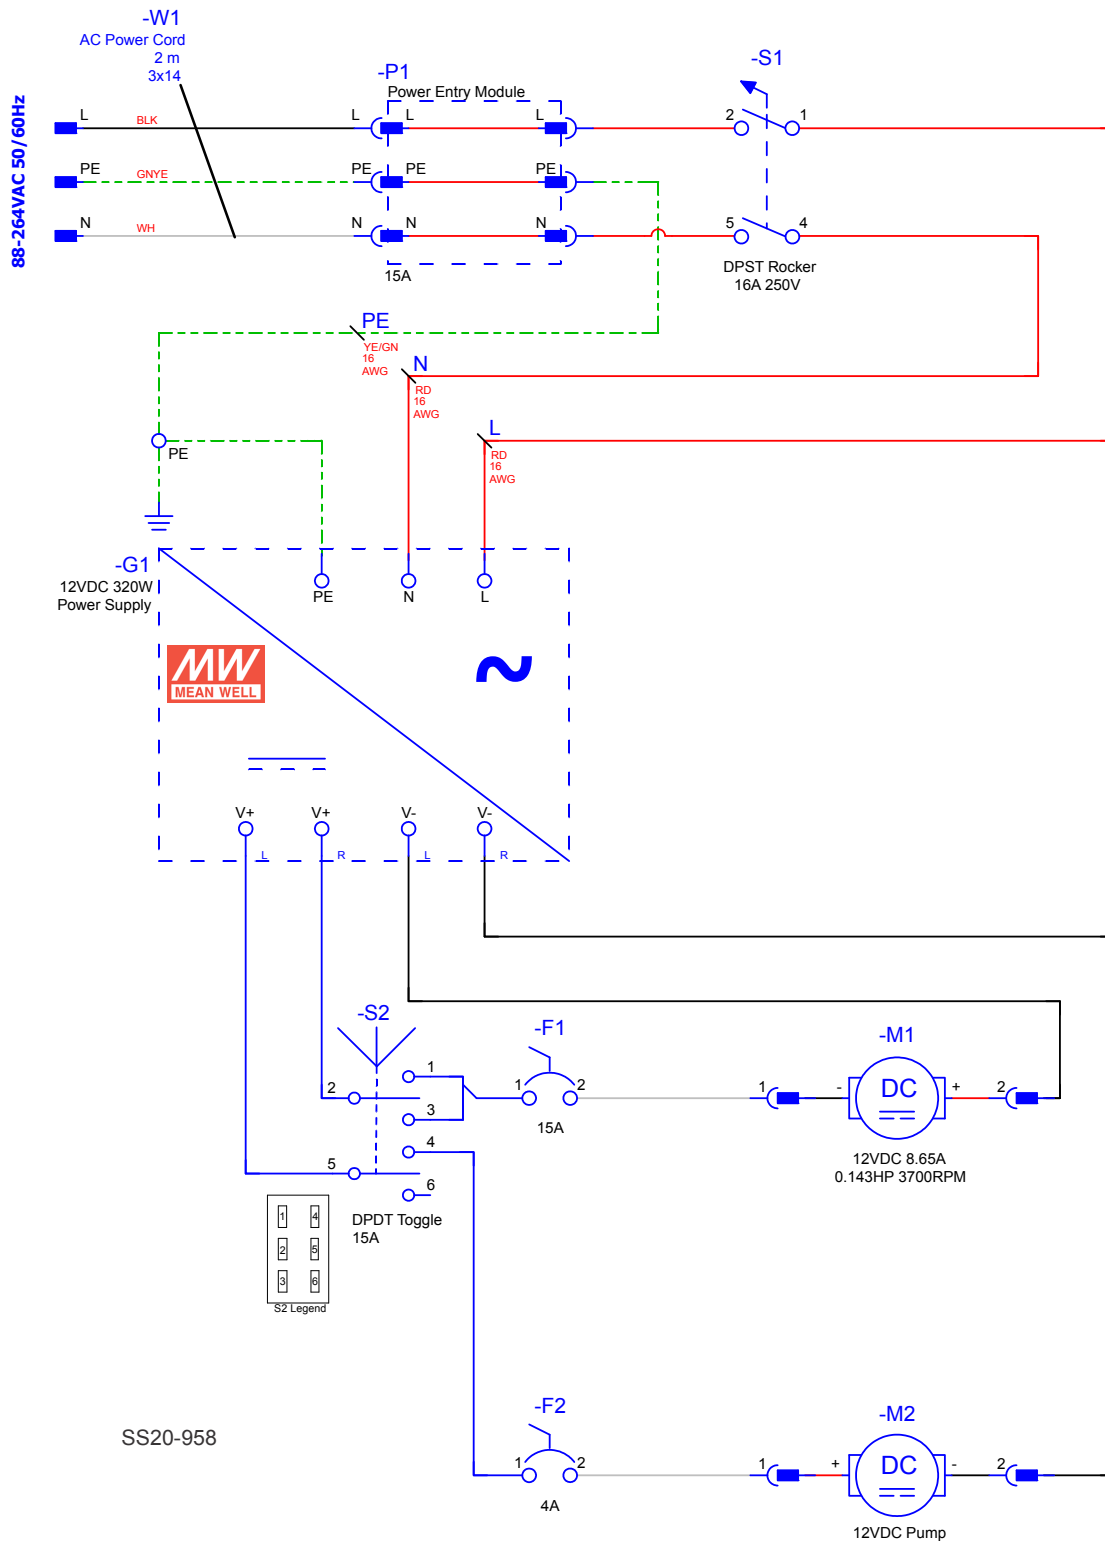 -W1
AC Power Cord
2 m
3x14
88-264VAC 50/60Hz
L
BLK
PE
GNYE
N
WH
-P1
Power Entry Module
L
L
L
PE
PE
PE
N
N
N
15A
-S1
2
1
5
4
DPST Rocker
16A 250V
PE
YE/GN
16
AWG
N
RD
16
AWG
L
RD
16
AWG
PE
-G1
12VDC 320W
Power Supply
PE
N
L
MW
MEAN WELL
~
V+
V+
V-
V-
L
R
L
R
-S2
1
2
3
4
5
6
DPDT Toggle
15A
1
4
2
5
3
6
S2 Legend
-F1
1
2
15A
-M1
1
-
DC
+
2
12VDC 8.65A
0.143HP 3700RPM
-F2
1
2
4A
-M2
1
+
DC
-
2
12VDC Pump
SS20-958